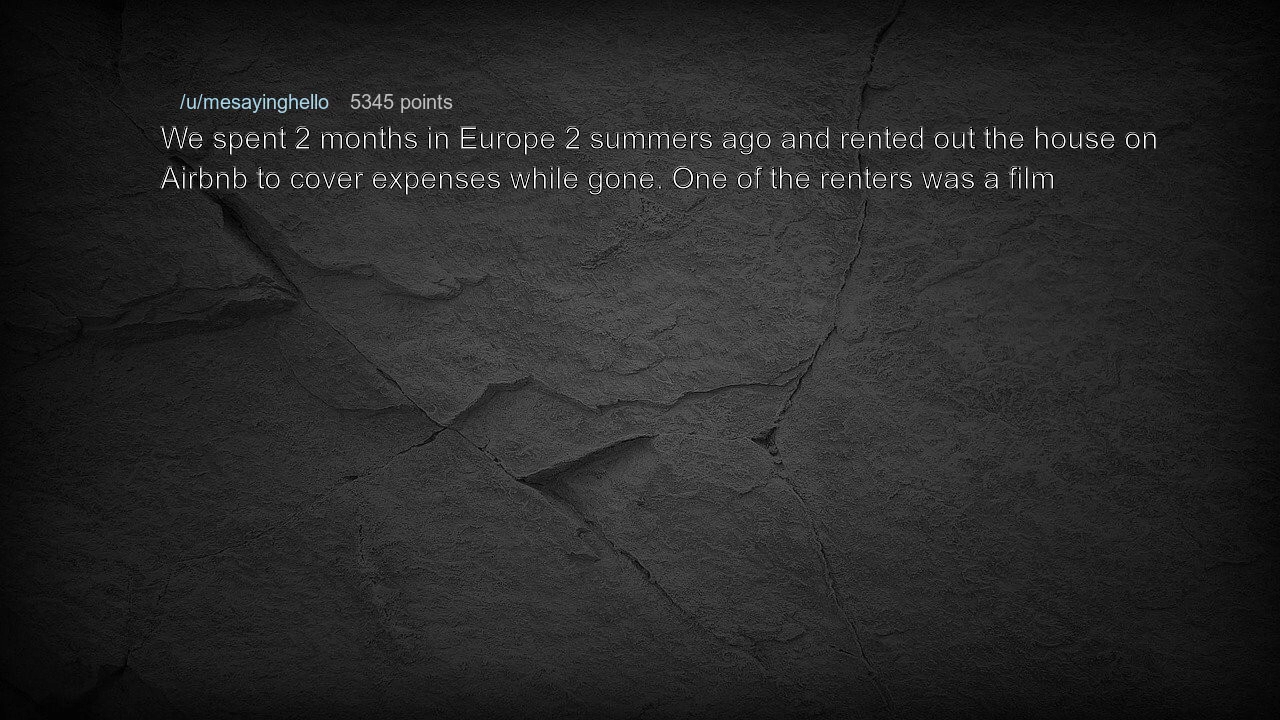 /u/mesayinghello 5345 points
We spent 2 months in Europe 2 summers ago and rented out the house on
Airbnb to cover expenses while gone. One of the renters was a film